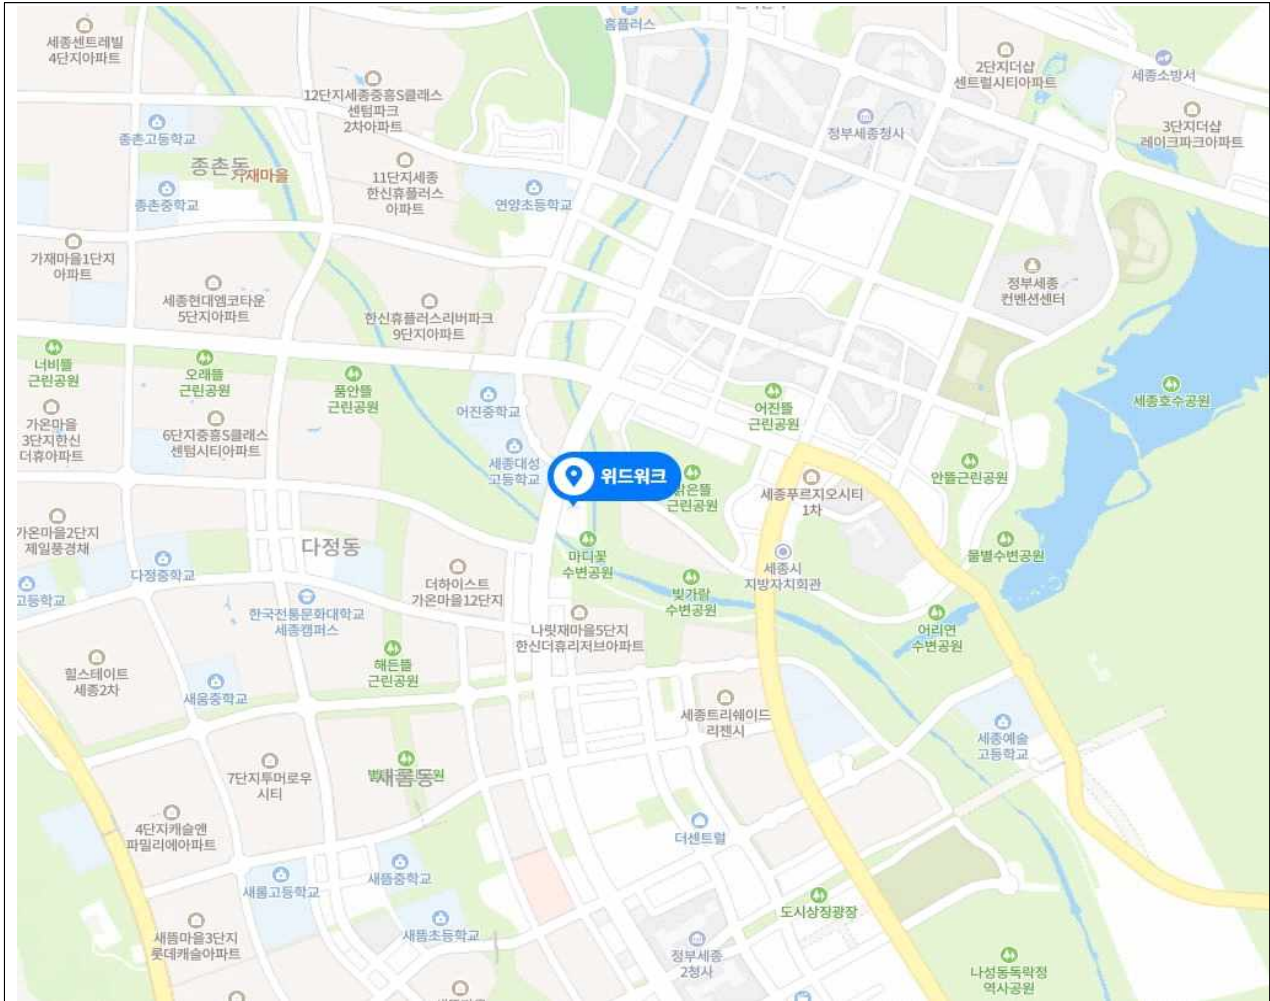 홈플러스
세종센트레빌
4단지아파트
2단지더샵
센트럴시티아파트
세종소방서
12단지세종중흥S클래스
센텀파크
2차아파트
정부세종청사
3단지더샵
레이크파크아파트
종촌고등학교
종촌동
가재마을
11단지세종
한신휴플러스
아파트
종촌중학교
연양초등학교
가재마을1단지
아파트
정부세종
컨벤션센터
세종현대엠코타운
5단지아파트
한신휴플러스리버파크
9단지아파트
너비뜰
근린공원
오래뜰
근린공원
품안뜰
근린공원
어진중학교
어진뜰
근린공원
세종호수공원
가온마을
3단지한신
더휴아파트
6단지중흥S클래스
센텀시티아파트
세종대성
고등학교
위드워크
근린공원
안뜰근린공원
세종푸르지오시티
1차
가온마을2단지
제일풍경채
다정동
마디꽃
수변공원
물별수변공원
다정중학교
세종시
지방자치회관
더하이스트
가온마을12단지
빛가람
수변공원
고등학교
한국전통문화대학교
세종캠퍼스
나릿재마을5단지
한신더휴리저브아파트
어리연
수변공원
해든뜰
근린공원
힐스테이트
세종2차
새움중학교
세종트리쉐이드
리젠시
세종예술
고등학교
7단지투머로우
시티
새롬동
4단지캐슬앤
파밀리에아파트
더센트럴
새롬고등학교
새뜸중학교
도시상징광장
새뜸마을3단지
롯데캐슬아파트
새뜸초등학교
정부세종
2청사
나성동독락정
역사공원